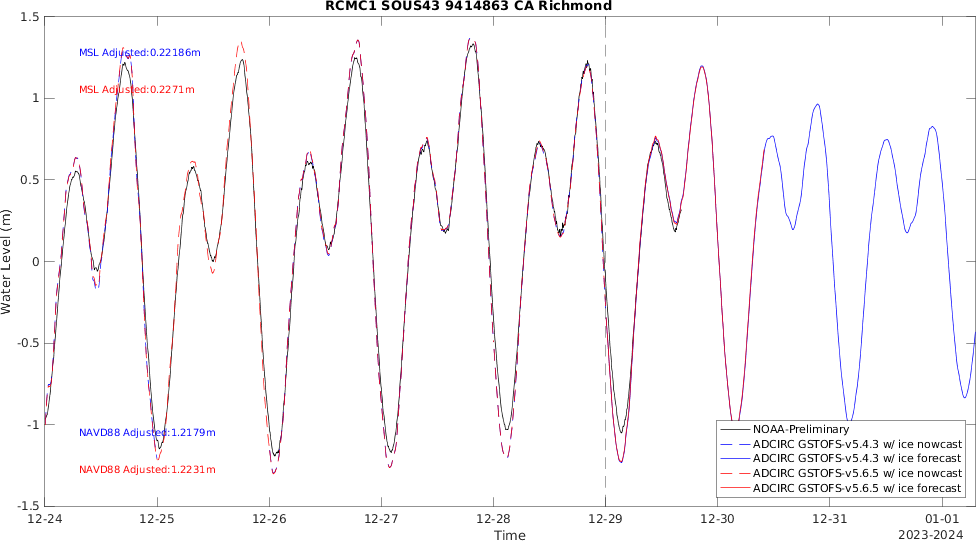 RCMC1 SOUS43 9414863 CA Richmond
1.5
MSL Adjusted:0.22186m
1
MSL Adjusted:0.2271m
0.5
0
Water Level (m)
-0.5
-1
NAVD88 Adjusted:1.2179m
NAVD88 Adjusted:1.2231m
-1.5
NOAA-Preliminary
ADCIRC GSTOFS-v5.4.3 w/ ice nowcast
ADCIRC GSTOFS-v5.4.3 w/ ice forecast
ADCIRC GSTOFS-v5.6.5 w/ ice nowcast
ADCIRC GSTOFS-v5.6.5 w/ ice forecast
12-24 12-25 12-26 12-27 12-28 12-29 12-30 12-31 01-01
Time
2023-2024